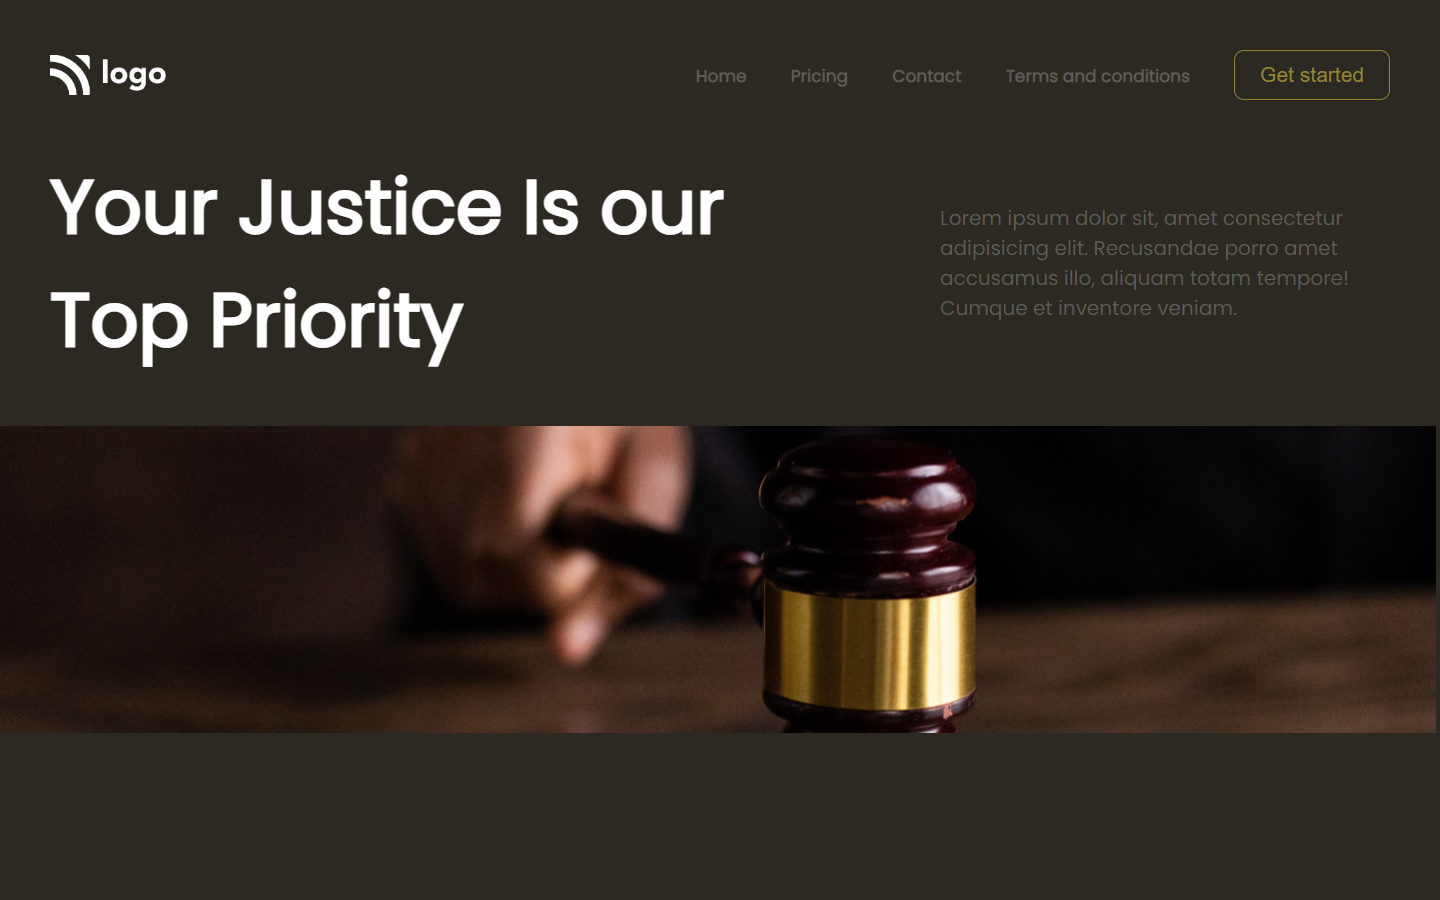 logo
Home
Pricing
Contact
Terms and conditions
Get started
Your Justice Is our
Top Priority
Lorem ipsum dolor sit, amet consectetur
adipisicing elit. Recusandae porro amet
accusamus illo, aliquam totam tempore!
Cumque et inventore veniam.